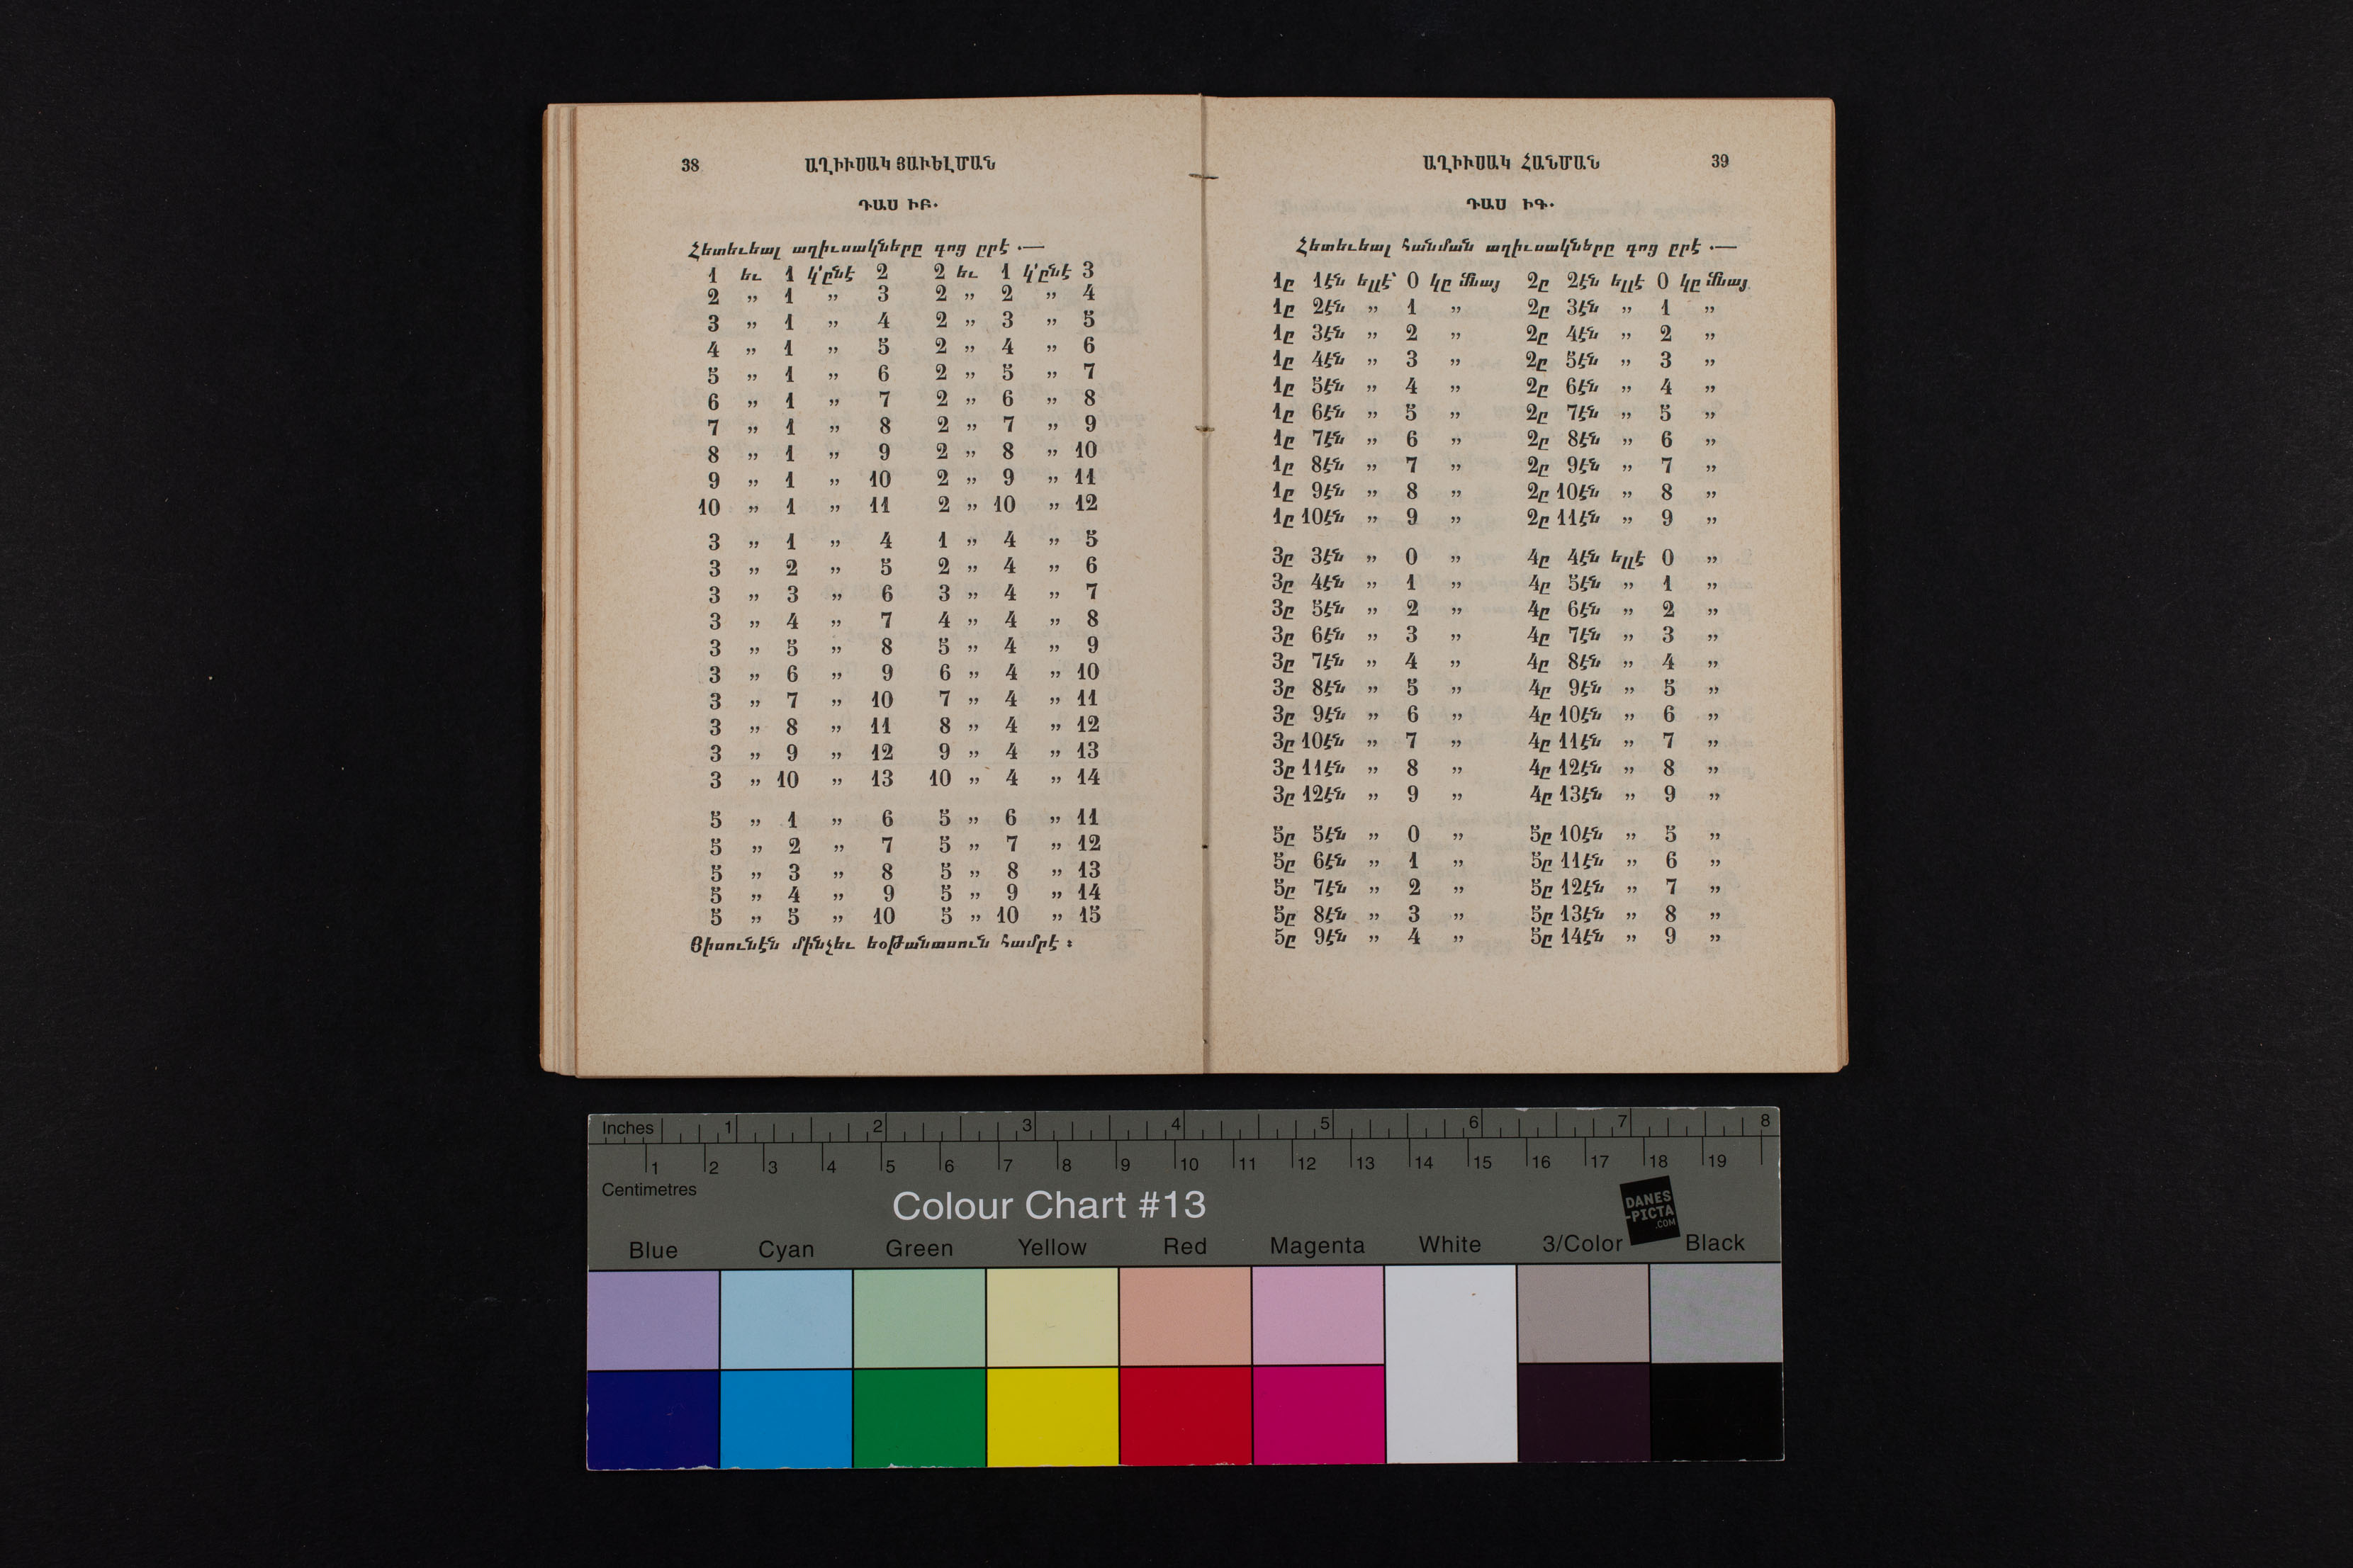 38 ԱՂԻՒՍԱԿ ՅԱՒԵԼՄԱՆ
ԴԱՍ ԻԲ.
Հետեւեալ աղիւսակները գոց ըրէ .—
1 եւ 1 կ'ընէ 2 2 եւ 1 կ'ընէ 3
2 „ 1 „ 3 2 „ 2 „ 4
3 „ 1 „ 4 2 „ 3 „ 5
4 „ 1 „ 5 2 „ 4 „ 6
5 „ 1 „ 6 2 „ 5 „ 7
6 „ 1 „ 7 2 „ 6 „ 8
7 „ 1 „ 8 2 „ 7 „ 9
8 „ 1 „ 9 2 „ 8 „ 10
9 „ 1 „ 10 2 „ 9 „ 11
10 „ 1 „ 11 2 „ 10 „ 12
3 „ 1 „ 4 1 „ 4 „ 5
3 „ 2 „ 5 2 „ 4 „ 6
3 „ 3 „ 6 3 „ 4 „ 7
3 „ 4 „ 7 4 „ 4 „ 8
3 „ 5 „ 8 5 „ 4 „ 9
3 „ 6 „ 9 6 „ 4 „ 10
3 „ 7 „ 10 7 „ 4 „ 11
3 „ 8 „ 11 8 „ 4 „ 12
3 „ 9 „ 12 9 „ 4 „ 13
3 „ 10 „ 13 10 „ 4 „ 14
5 „ 1 „ 6 5 „ 6 „ 11
5 „ 2 „ 7 5 „ 7 „ 12
5 „ 3 „ 8 5 „ 8 „ 13
5 „ 4 „ 9 5 „ 9 „ 14
5 „ 5 „ 10 5 „ 10 „ 15
Յիսունէն մինչեւ եօթանասուն համրէ ։
ԱՂԻՒՍԱԿ ՀԱՆՄԱՆ 39
ԴԱՍ ԻԳ.
Հետեւեալ հանման աղիւսակները գոց ըրէ .—
1ը 1էն ելլէ՝ 0 կը մնայ 2ը 2էն ելլէ 0 կը մնայ
1ը 2էն „ 1 „ 2ը 3էն „ 1 „
1ը 3էն „ 2 „ 2ը 4էն „ 2 „
1ը 4էն „ 3 „ 2ը 5էն „ 3 „
1ը 5էն „ 4 „ 2ը 6էն „ 4 „
1ը 6էն „ 5 „ 2ը 7էն „ 5 „
1ը 7էն „ 6 „ 2ը 8էն „ 6 „
1ը 8էն „ 7 „ 2ը 9էն „ 7 „
1ը 9էն „ 8 „ 2ը 10էն „ 8 „
1ը 10էն „ 9 „ 2ը 11էն „ 9 „
3ը 3էն „ 0 „ 4ը 4էն ելլէ 0 „
3ը 4էն „ 1 „ 4ը 5էն „ 1 „
3ը 5էն „ 2 „ 4ը 6էն „ 2 „
3ը 6էն „ 3 „ 4ը 7էն „ 3 „
3ը 7էն „ 4 „ 4ը 8էն „ 4 „
3ը 8էն „ 5 „ 4ը 9էն „ 5 „
3ը 9էն „ 6 „ 4ը 10էն „ 6 „
3ը 10էն „ 7 „ 4ը 11էն „ 7 „
3ը 11էն „ 8 „ 4ը 12էն „ 8 „
3ը 12էն „ 9 „ 4ը 13էն „ 9 „
5ը 5էն „ 0 „ 5ը 10էն „ 5 „
5ը 6էն „ 1 „ 5ը 11էն „ 6 „
5ը 7էն „ 2 „ 5ը 12էն „ 7 „
5ը 8էն „ 3 „ 5ը 13էն „ 8 „
5ը 9էն „ 4 „ 5ը 14էն „ 9 „
Inches 1 2 3 4 5 6 7 8
1 2 3 4 5 6 7 8 9 10 11 12 13 14 15 16 17 18 19
Centimetres
Colour Chart #13
DANES
-PICTA
.COM
Blue Cyan Green Yellow Red Magenta White 3/Color Black